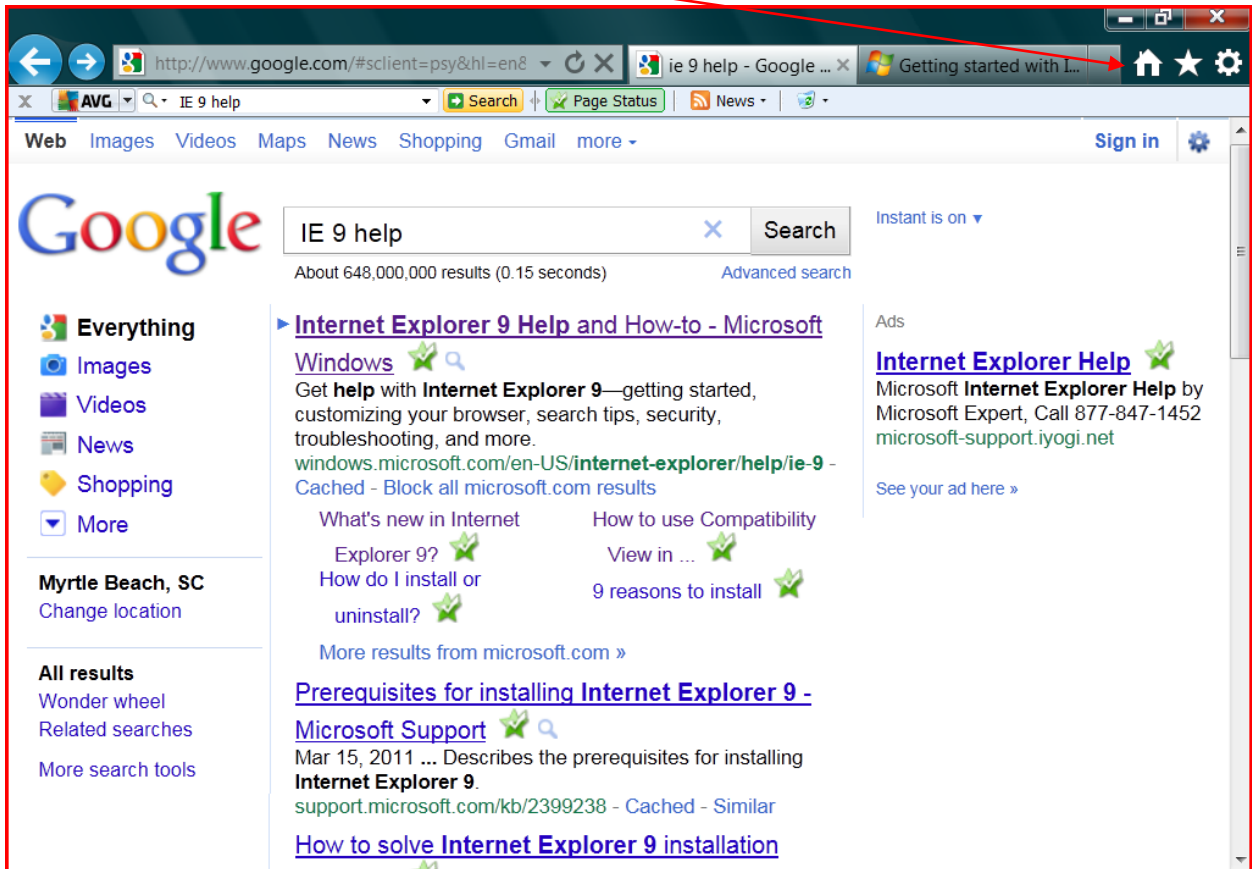 http://www.google.com/#sclient=psy&hl=en&
ie 9 help - Google ...
Getting started with I...
AVG
IE 9 help
Search
Page Status
News
Web Images Videos Maps News Shopping Gmail more
Sign in
Google
IE 9 help
Search
Instant is on
About 648,000,000 results (0.15 seconds)
Advanced search
Everything
Images
Videos
News
Shopping
More
Myrtle Beach, SC
Change location
All results
Wonder wheel
Related searches
More search tools
Internet Explorer 9 Help and How-to - Microsoft
Windows
Get help with Internet Explorer 9—getting started,
customizing your browser, search tips, security,
troubleshooting, and more.
windows.microsoft.com/en-US/internet-explorer/help/ie-9 -
Cached - Block all microsoft.com results
What's new in Internet
Explorer 9?
How do I install or
uninstall?
How to use Compatibility
View in ...
9 reasons to install
More results from microsoft.com »
Prerequisites for installing Internet Explorer 9 -
Microsoft Support
Mar 15, 2011 ... Describes the prerequisites for installing
Internet Explorer 9.
support.microsoft.com/kb/2399238 - Cached - Similar
How to solve Internet Explorer 9 installation
Ads
Internet Explorer Help
Microsoft Internet Explorer Help by
Microsoft Expert, Call 877-847-1452
microsoft-support.iyogi.net
See your ad here »